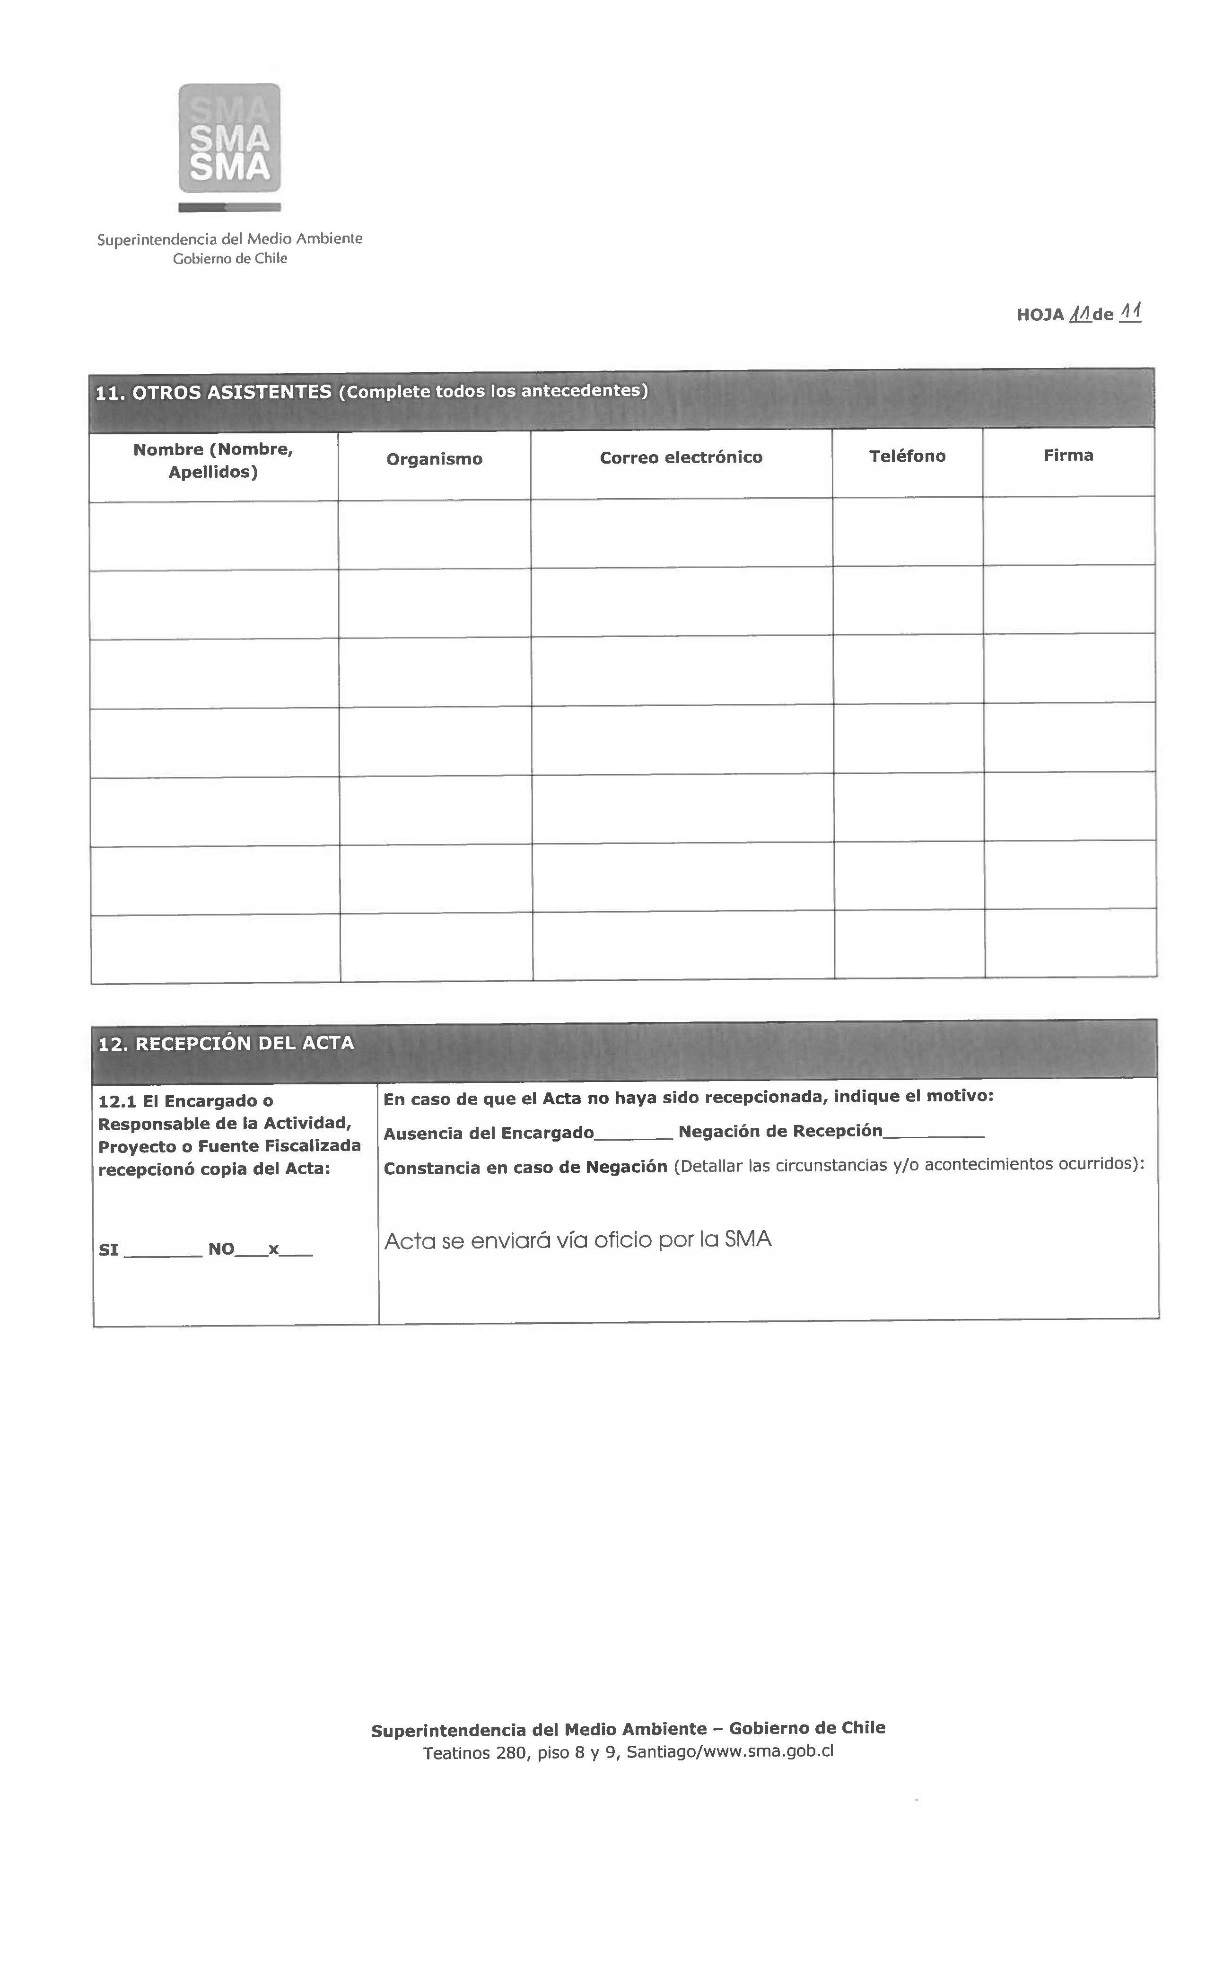 SMA
SMA
SMA
Superintendencia del Medio Ambiente
Gobierno de Chile
HOJA 11 de 11
11. OTROS ASISTENTES (Complete todos los antecedentes)
Nombre (Nombre, Apellidos) Organismo Correo electrónico Teléfono Firma
12. RECEPCIÓN DEL ACTA
12.1 El Encargado o
Responsable de la Actividad,
Proyecto o Fuente Fiscalizada
recepcionó copia del Acta:
SI ________ NO___x___
En caso de que el Acta no haya sido recepcionada, indique el motivo:
Ausencia del Encargado_______ Negación de Recepción_________
Constancia en caso de Negación (Detallar las circunstancias y/o acontecimientos ocurridos):
Acta se enviará vía oficio por la SMA
Superintendencia del Medio Ambiente – Gobierno de Chile
Teatinos 280, piso 8 y 9, Santiago/www.sma.gob.cl